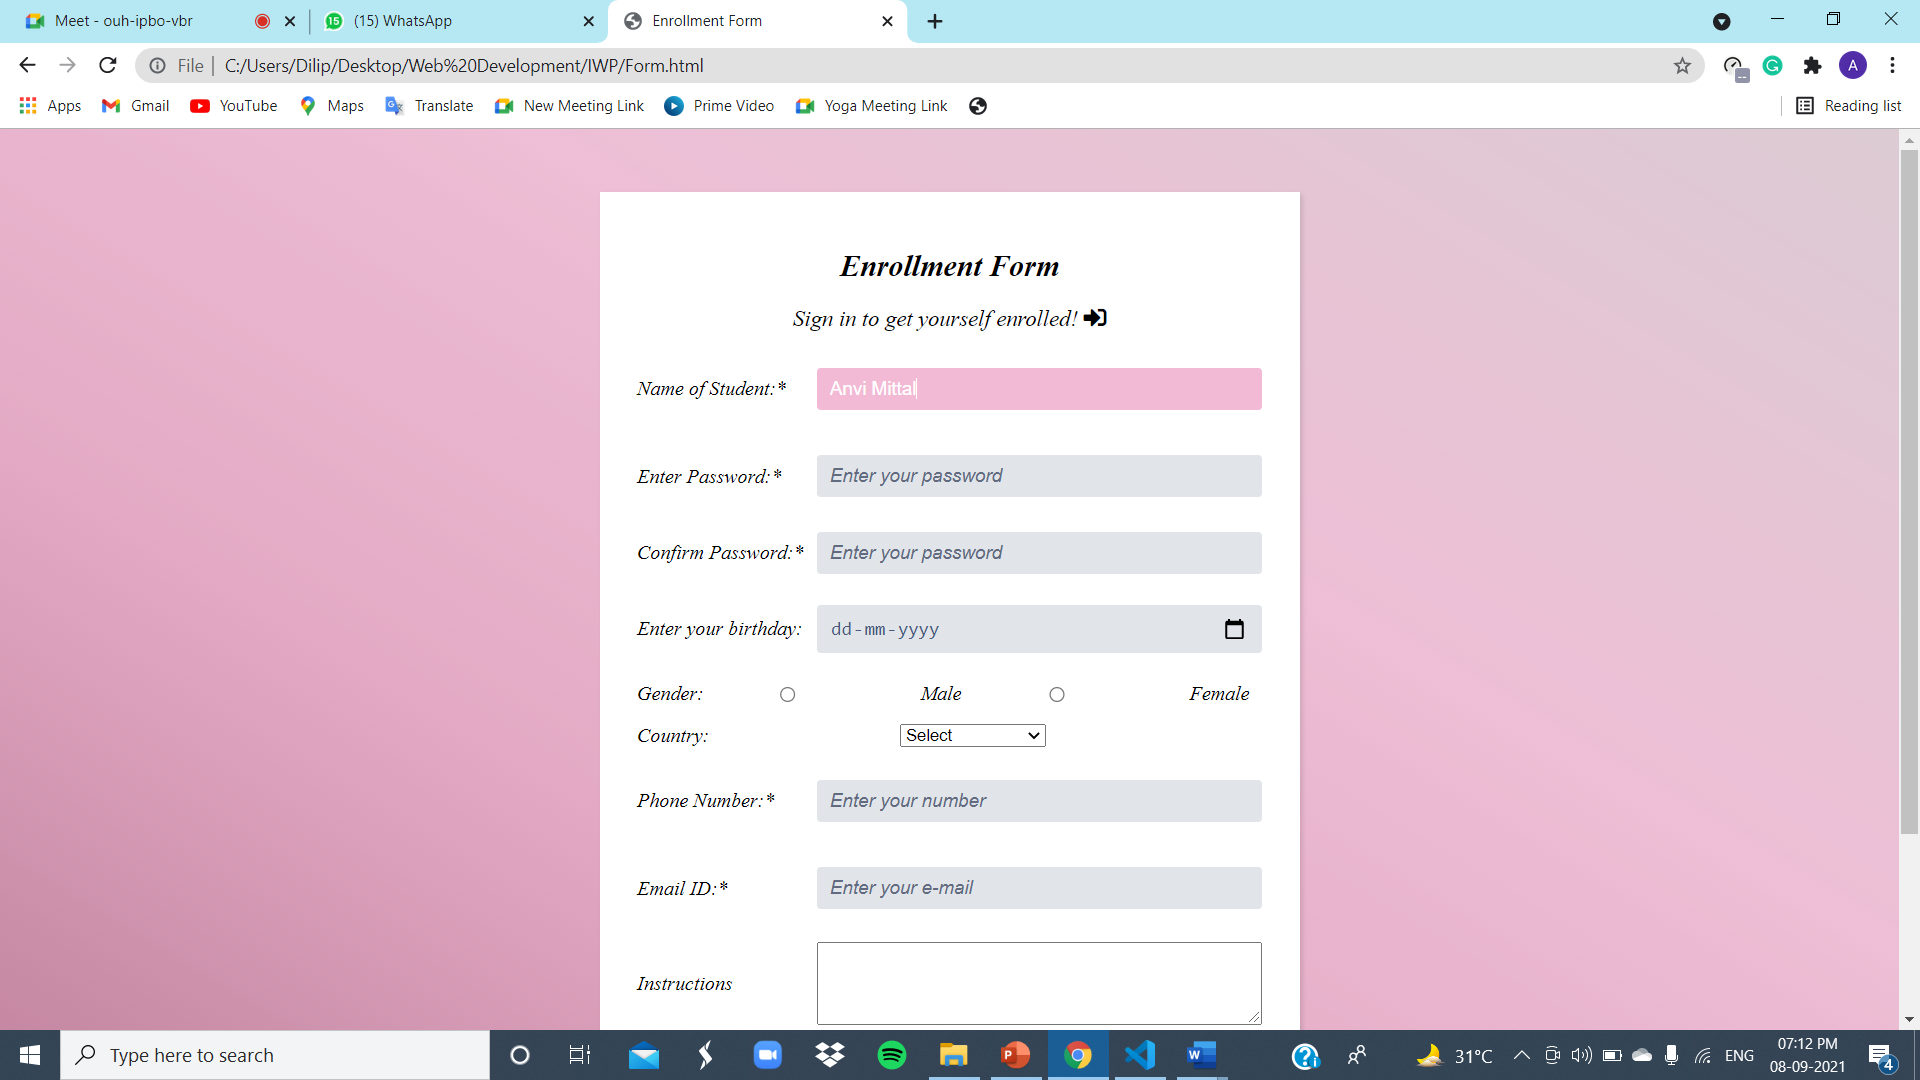 Meet - ouh-ipbo-vbr
15 (15) WhatsApp
Enrollment Form
File | C:/Users/Dilip/Desktop/Web%20Development/IWP/Form.html
A
Apps Gmail YouTube Maps Translate New Meeting Link Prime Video Yoga Meeting Link Reading list
Enrollment Form
Sign in to get yourself enrolled!
Name of Student:* Anvi Mittal
Enter Password:* Enter your password
Confirm Password:* Enter your password
Enter your birthday: dd-mm-yyyy
Gender: Male Female
Country: Select
Phone Number:* Enter your number
Email ID:* Enter your e-mail
Instructions
Type here to search
31°C
ENG
07:12 PM
08-09-2021
4